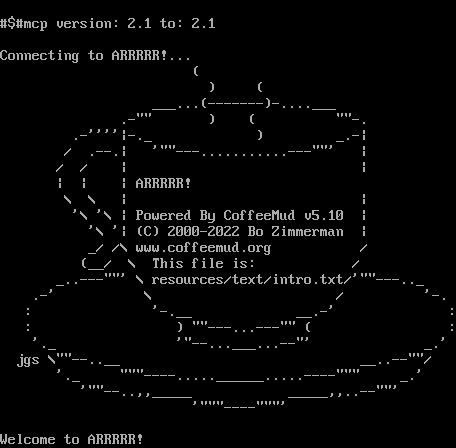 #$#mcp version: 2.1 to: 2.1
Connecting to ARRRRR!...
ARRRRR!
Powered By CoffeeMud v5.10
(C) 2000-2022 Bo Zimmerman
www.coffeemud.org
This file is:
resources/text/intro.txt
jgs
Welcome to ARRRRR!